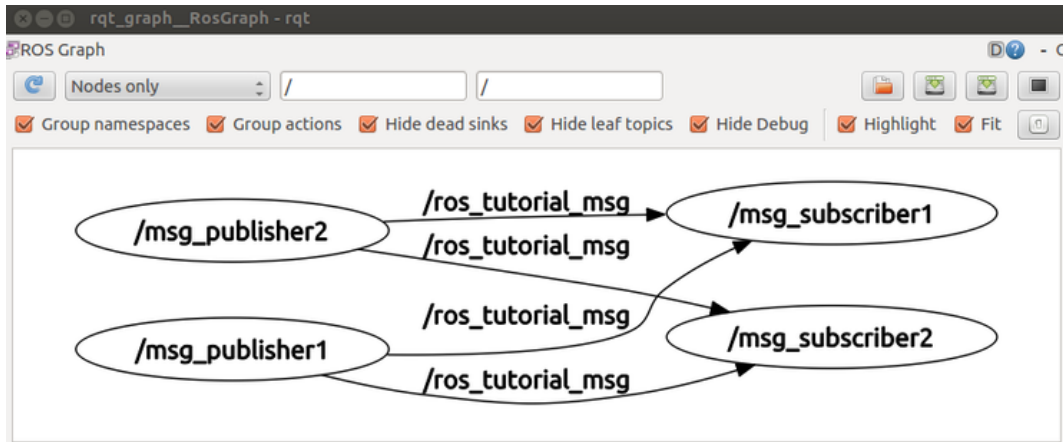 rqt_graph__RosGraph - rqt
ROS Graph D ? - C
Nodes only / /
Group namespaces Group actions Hide dead sinks Hide leaf topics Hide Debug Highlight Fit
/ros_tutorial_msg
/msg_subscriber1
/msg_publisher2
/ros_tutorial_msg
/ros_tutorial_msg
/msg_subscriber2
/msg_publisher1
/ros_tutorial_msg